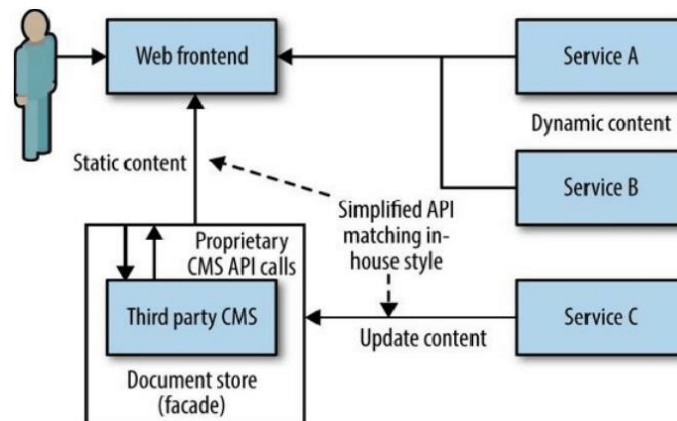 Web frontend
Service A
Dynamic content
Service B
Static content
Simplified API
matching in-
house style
Proprietary
CMS API calls
Third party CMS
Document store
(facade)
Update content
Service C